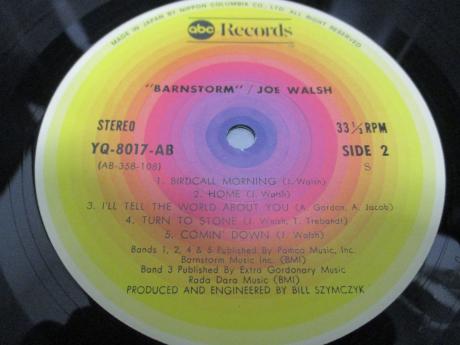 MADE IN JAPAN BY NIPPON COLUMBIA CO., LTD. ALL RIGHT RESERVED
abc Records
"BARNSTORM" / JOE WALSH
STEREO
33 1/3 RPM
YQ-8017-AB
SIDE 2
(AB-358-108)
S
1. BIRDCALL MORNING (J. Walsh)
2. HOME (J. Walsh)
3. I'LL TELL THE WORLD ABOUT YOU (A. Gordon, A. Jacob)
4. TURN TO STONE (J. Walsh, T. Trebandt)
5. COMIN' DOWN (J. Walsh)
Bands 1, 2, 4 & 5 Published By Pamco Music, Inc.
Barnstorm Music Inc. (BMI)
Band 3 Published By Extra Gordanary Music
Rada Dara Music (BMI)
PRODUCED AND ENGINEERED BY BILL SZYMCZYK